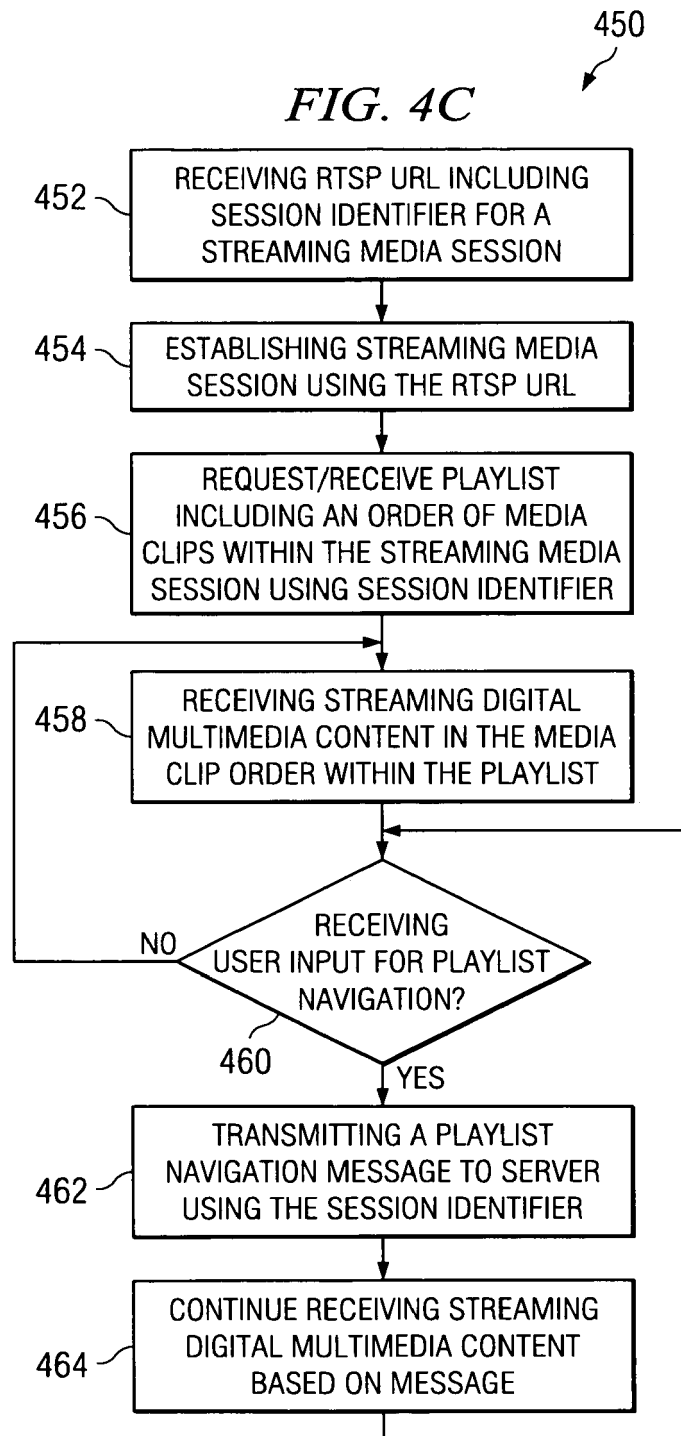 450
FIG. 4C
452
RECEIVING RTSP URL INCLUDING
SESSION IDENTIFIER FOR A
STREAMING MEDIA SESSION
454
ESTABLISHING STREAMING MEDIA
SESSION USING THE RTSP URL
456
REQUEST/RECEIVE PLAYLIST
INCLUDING AN ORDER OF MEDIA
CLIPS WITHIN THE STREAMING MEDIA
SESSION USING SESSION IDENTIFIER
458
RECEIVING STREAMING DIGITAL
MULTIMEDIA CONTENT IN THE MEDIA
CLIP ORDER WITHIN THE PLAYLIST
NO
RECEIVING
USER INPUT FOR PLAYLIST
NAVIGATION?
460
YES
462
TRANSMITTING A PLAYLIST
NAVIGATION MESSAGE TO SERVER
USING THE SESSION IDENTIFIER
464
CONTINUE RECEIVING STREAMING
DIGITAL MULTIMEDIA CONTENT
BASED ON MESSAGE